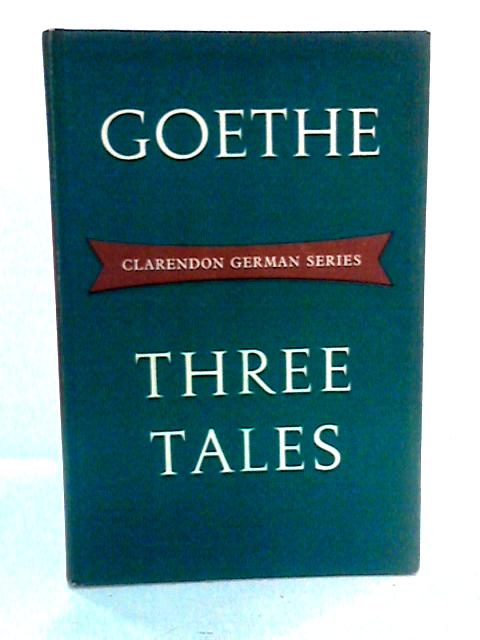 GOETHE
CLARENDON GERMAN SERIES
THREE
TALES